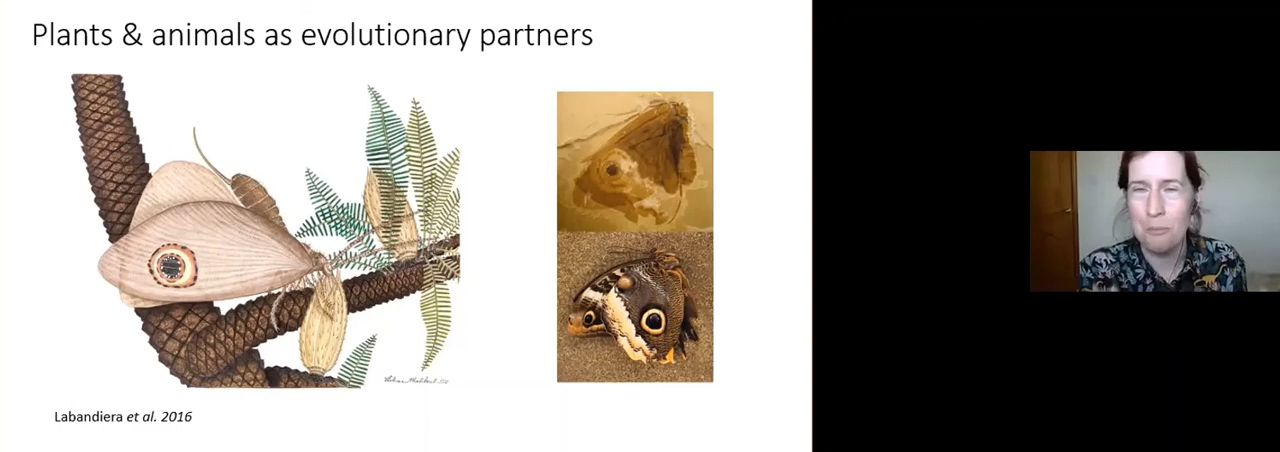 Plants & animals as evolutionary partners
Labandiera et al. 2016